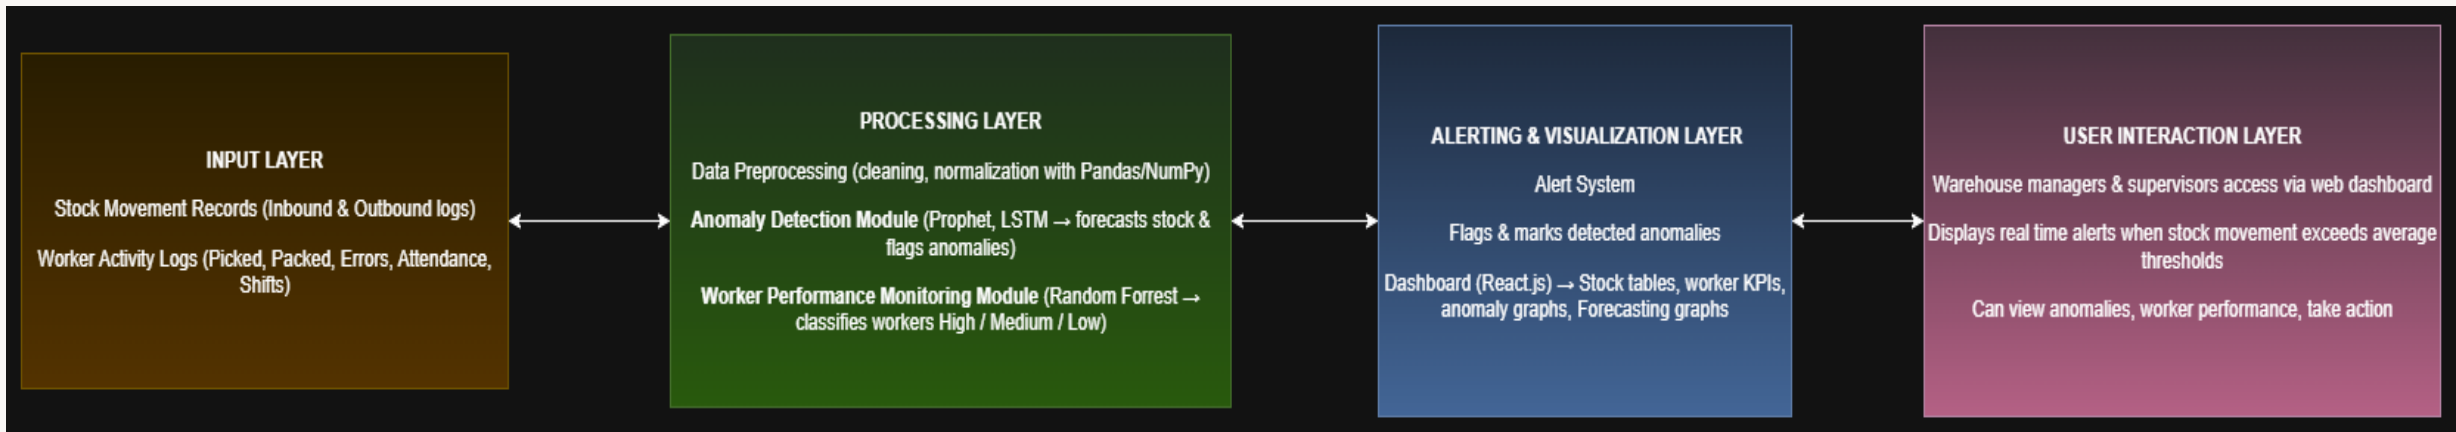 INPUT LAYER
Stock Movement Records (Inbound & Outbound logs)
Worker Activity Logs (Picked, Packed, Errors, Attendance,
Shifts)
PROCESSING LAYER
Data Preprocessing (cleaning, normalization with Pandas/NumPy)
Anomaly Detection Module (Prophet, LSTM → forecasts stock &
flags anomalies)
Worker Performance Monitoring Module (Random Forrest →
classifies workers High / Medium / Low)
ALERTING & VISUALIZATION LAYER
Alert System
Flags & marks detected anomalies
Dashboard (React.js) → Stock tables, worker KPIs,
anomaly graphs, Forecasting graphs
USER INTERACTION LAYER
Warehouse managers & supervisors access via web dashboard
Displays real time alerts when stock movement exceeds average
thresholds
Can view anomalies, worker performance, take action